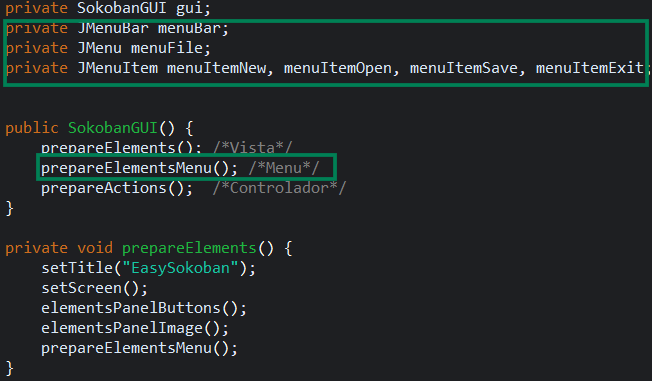 private SokobanGUI gui;
private JMenuBar menuBar;
private JMenu menuFile;
private JMenuItem menuItemNew, menuItemOpen, menuItemSave, menuItemExit;
public SokobanGUI() {
prepareElements(); /*Vista*/
prepareElementsMenu(); /*Menu*/
prepareActions();  /*Controlador*/
}
private void prepareElements() {
setTitle("EasySokoban");
setScreen();
elementsPanelButtons();
elementsPanelImage();
prepareElementsMenu();
}